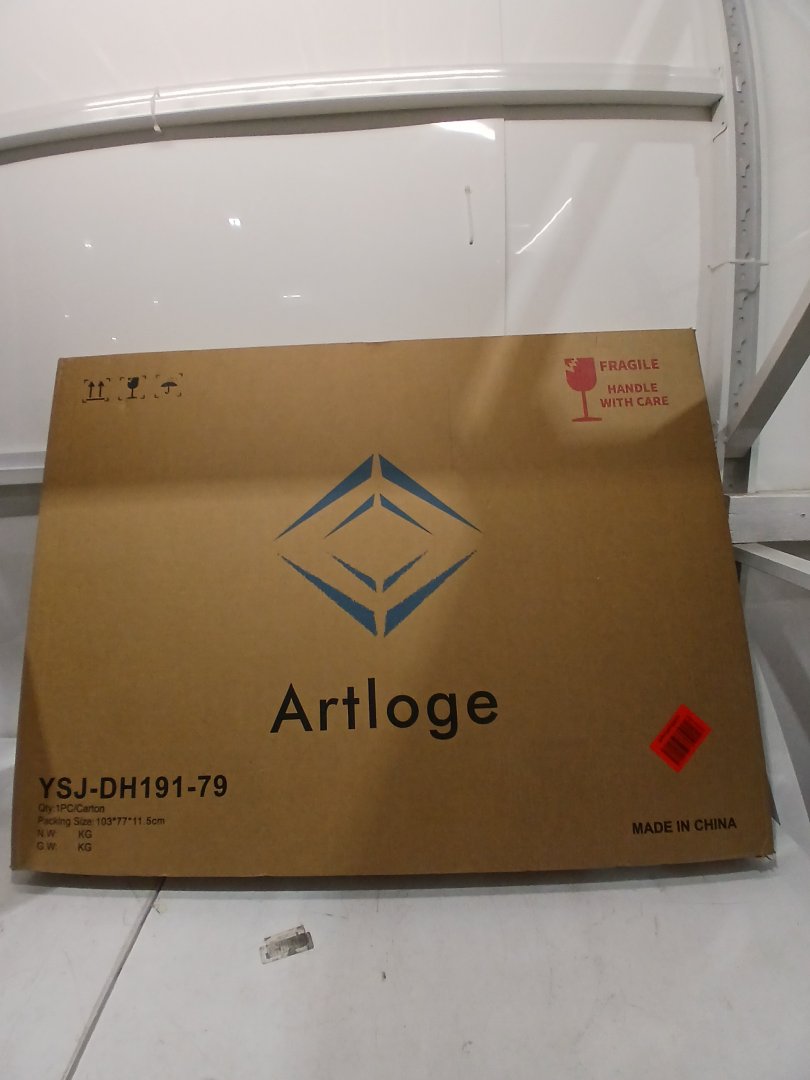 FRAGILE
HANDLE
WITH CARE
Artloge
YSJ-DH191-79
Qty:1PC/Carton
Packing Size:103*77*11.5cm
N.W: KG
G.W: KG
MADE IN CHINA